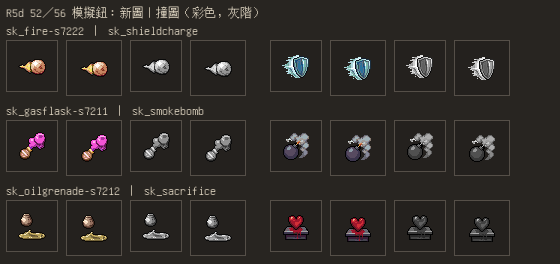 R5d 52／56 模擬鈕：新圖｜撞圖（彩色，灰階）
sk_fire-s7222 ｜ sk_shieldcharge
sk_gasflask-s7211 ｜ sk_smokebomb
sk_oilgrenade-s7212 ｜ sk_sacrifice